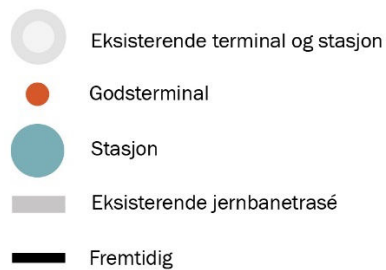 Eksisterende terminal og stasjon
Godsterminal
Stasjon
Eksisterende jernbanetrasé
Fremtidig